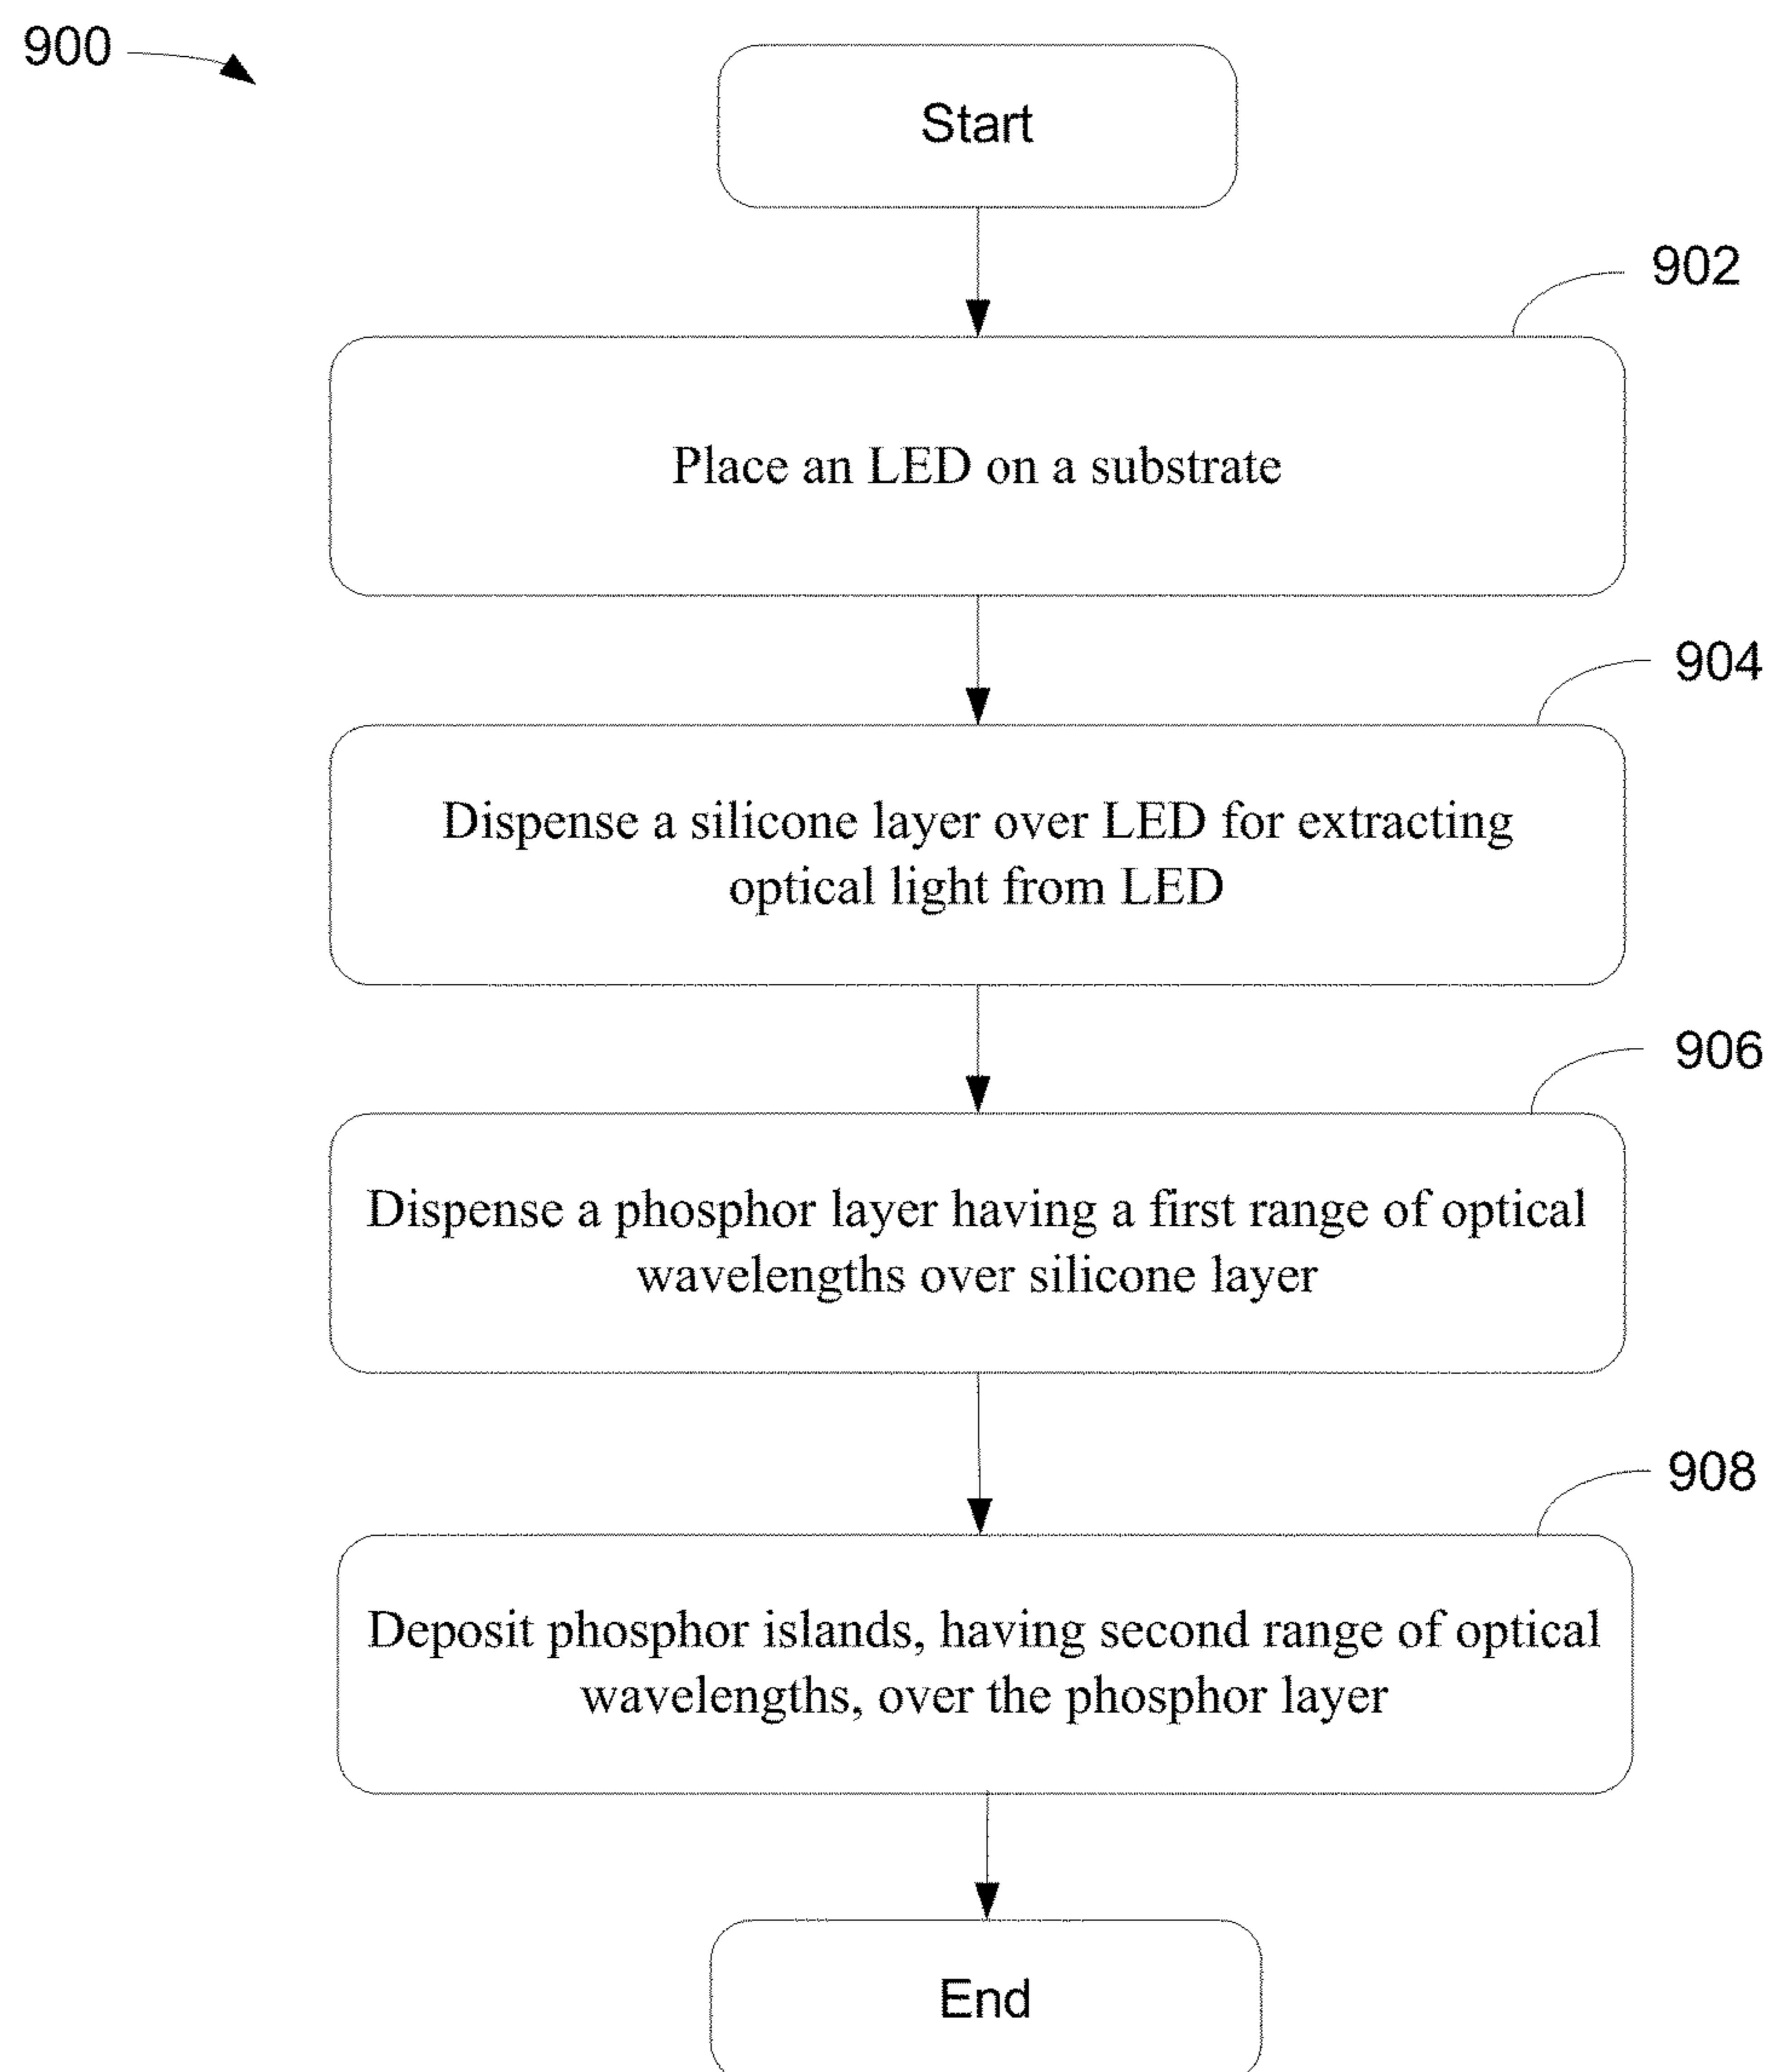 900
Start
902
Place an LED on a substrate
904
Dispense a silicone layer over LED for extracting
optical light from LED
906
Dispense a phosphor layer having a first range of optical
wavelengths over silicone layer
908
Deposit phosphor islands, having second range of optical
wavelengths, over the phosphor layer
End